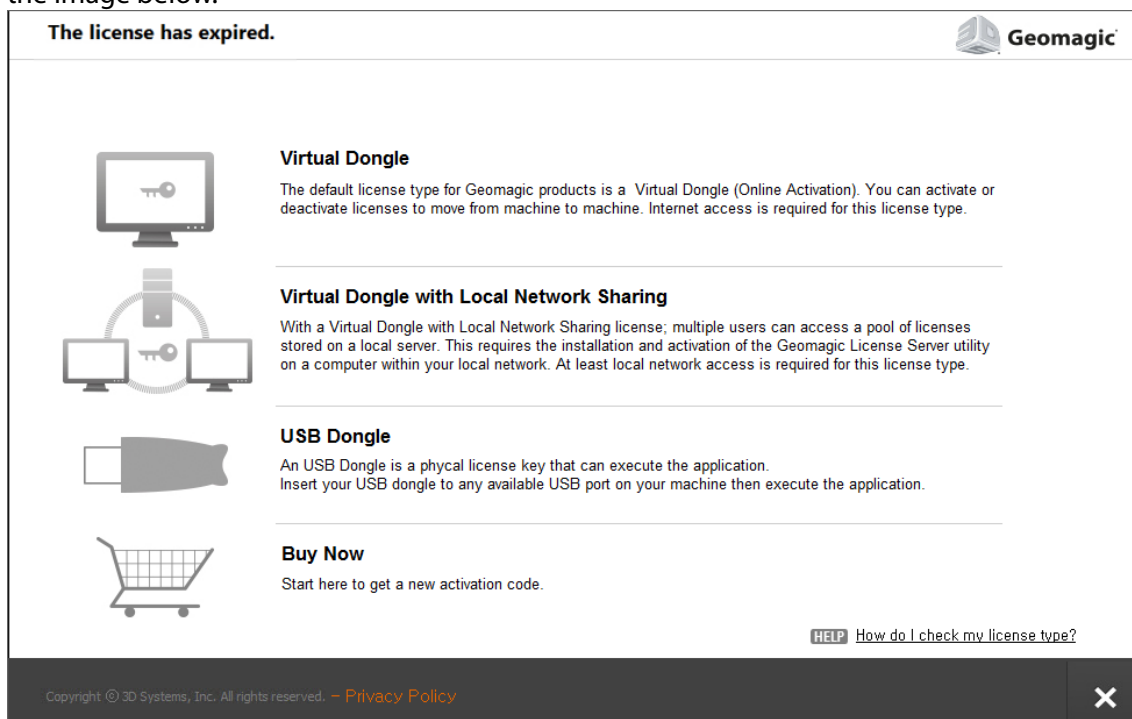 the image below.
The license has expired.
Geomagic
Virtual Dongle
The default license type for Geomagic products is a Virtual Dongle (Online Activation). You can activate or
deactivate licenses to move from machine to machine. Internet access is required for this license type.
Virtual Dongle with Local Network Sharing
With a Virtual Dongle with Local Network Sharing license; multiple users can access a pool of licenses
stored on a local server. This requires the installation and activation of the Geomagic License Server utility
on a computer within your local network. At least local network access is required for this license type.
USB Dongle
An USB Dongle is a phycal license key that can execute the application.
Insert your USB dongle to any available USB port on your machine then execute the application.
Buy Now
Start here to get a new activation code.
HELP How do I check my license type?
Copyright © 3D Systems, Inc. All rights reserved. – Privacy Policy